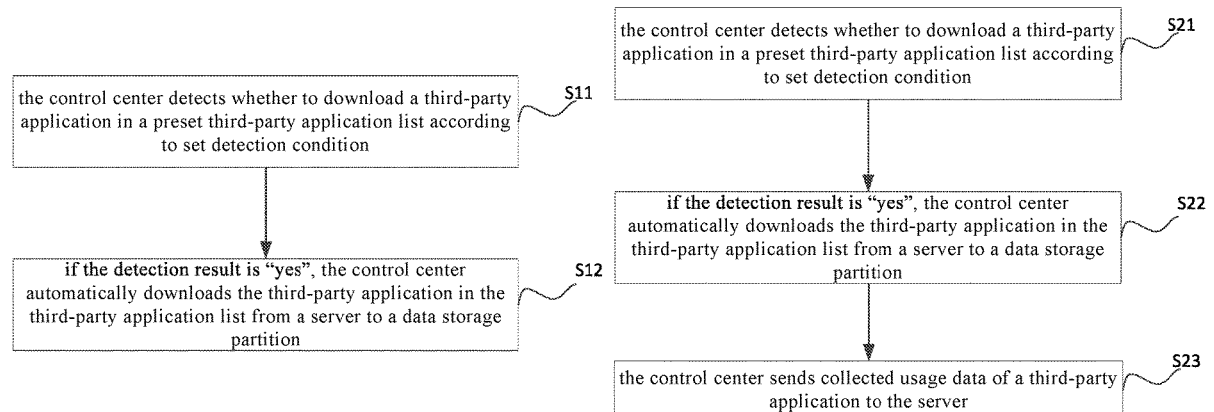 the control center detects whether to download a third-party
application in a preset third-party application list according
to set detection condition
S11
if the detection result is “yes”, the control center
automatically downloads the third-party application in the
third-party application list from a server to a data storage
partition
S12
the control center detects whether to download a third-party
application in a preset third-party application list according
to set detection condition
S21
if the detection result is “yes”, the control center
automatically downloads the third-party application in the
third-party application list from a server to a data storage
partition
S22
the control center sends collected usage data of a third-party
application to the server
S23